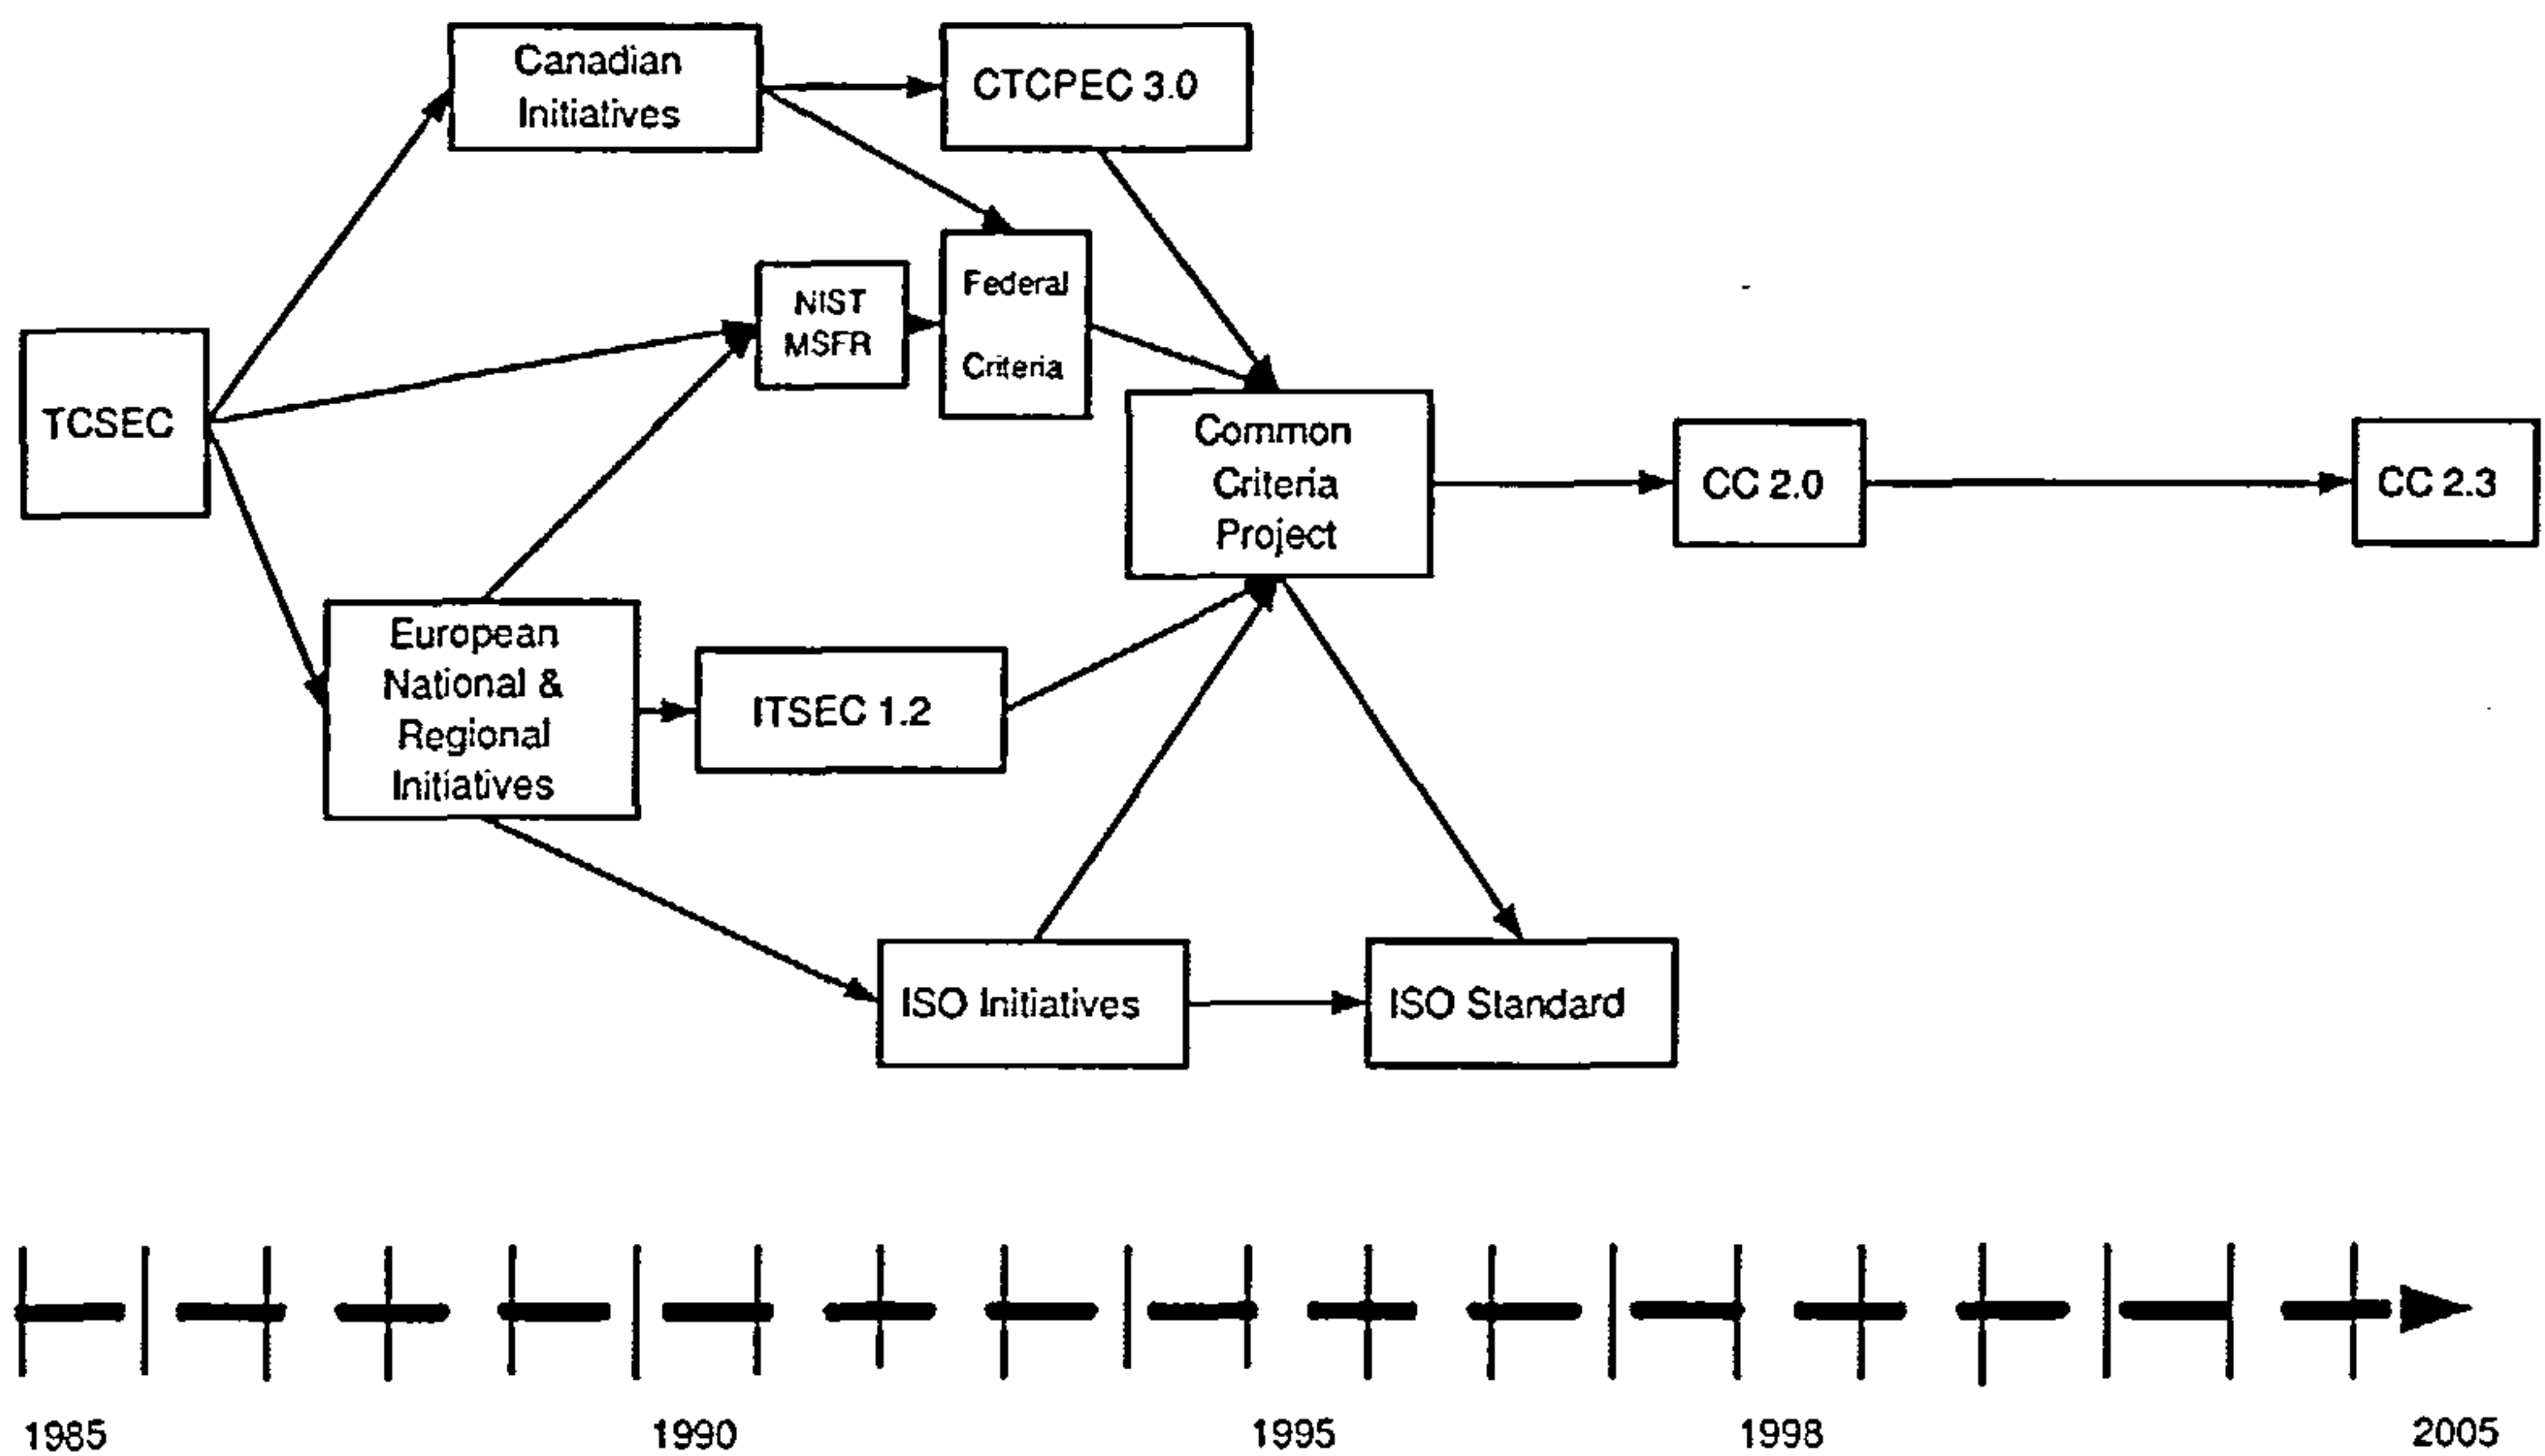 Canadian
Initiatives
CTCPEC 3.0
NIST
MSFR
Federal
Criteria
TCSEC
Common
Criteria
Project
CC 2.0
CC 2.3
European
National &
Regional
Initiatives
ITSEC 1.2
ISO Initiatives
ISO Standard
1985
1990
1995
1998
2005